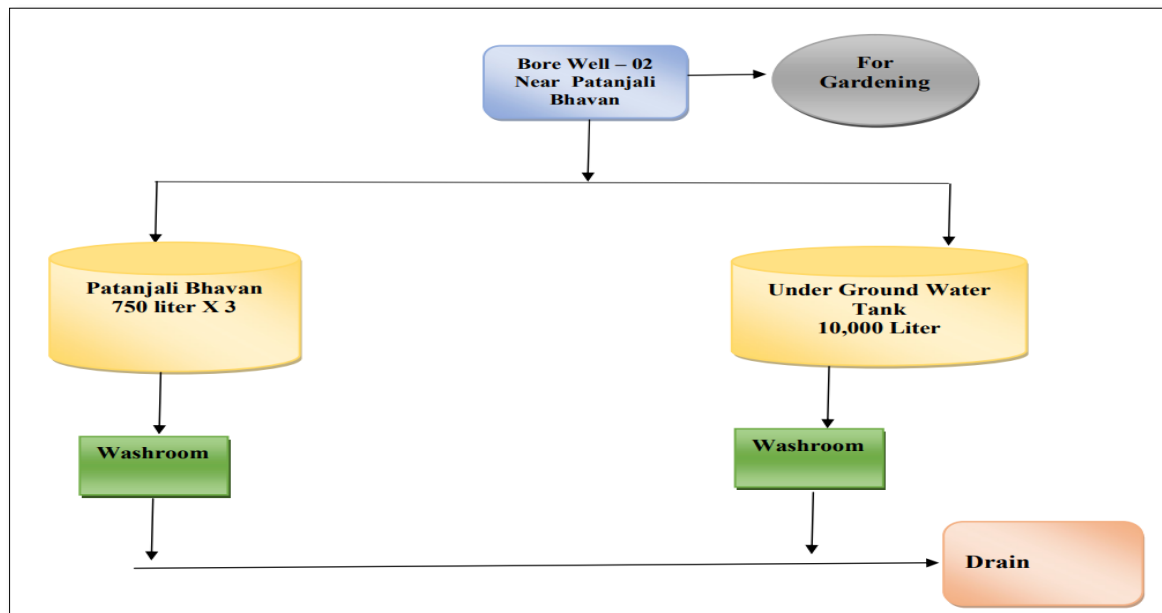 Bore Well – 02
Near Patanjali
Bhavan
For
Gardening
Patanjali Bhavan
750 liter X 3
Under Ground Water
Tank
10,000 Liter
Washroom
Washroom
Drain